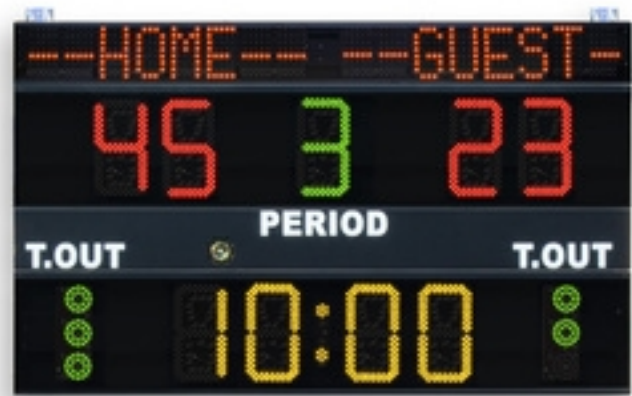 --HOME-- --GUEST-
45 3 23
PERIOD
T.OUT T.OUT
10:00